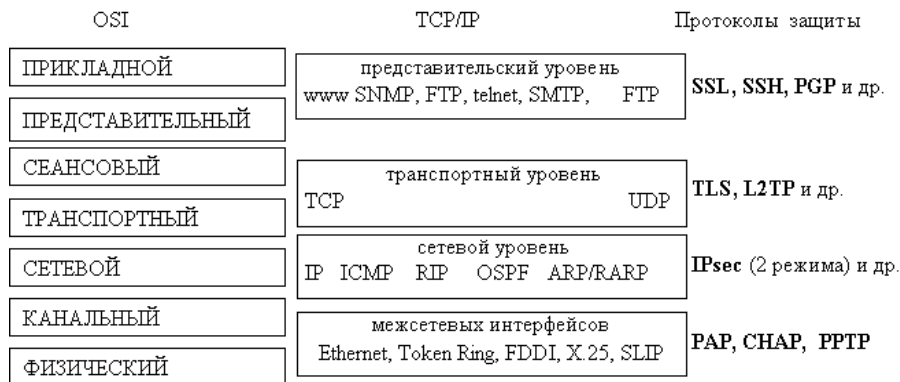 OSI TCP/IP Протоколы защиты
ПРИКЛАДНОЙ
ПРЕДСТАВИТЕЛЬНЫЙ
СЕАНСОВЫЙ
ТРАНСПОРТНЫЙ
СЕТЕВОЙ
КАНАЛЬНЫЙ
ФИЗИЧЕСКИЙ
представительский уровень
www SNMP, FTP, telnet, SMTP, FTP
транспортный уровень
TCP UDP
сетевой уровень
IP ICMP RIP OSPF ARP/RARP
межсетевых интерфейсов
Ethernet, Token Ring, FDDI, X.25, SLIP
SSL, SSH, PGP и др.
TLS, L2TP и др.
IPsec (2 режима) и др.
PAP, CHAP, PPTP